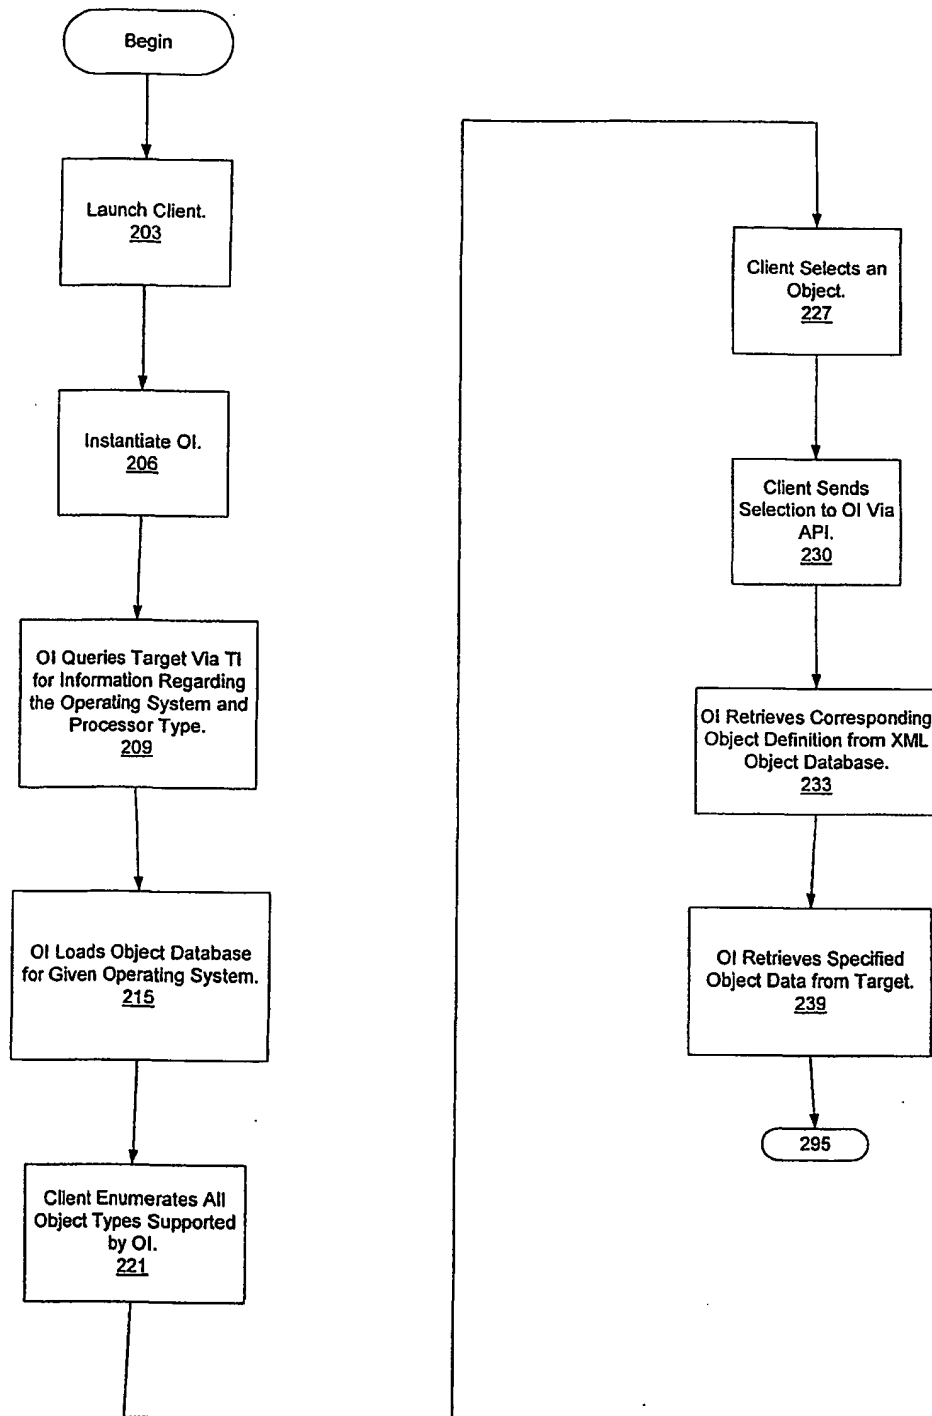 Begin
Launch Client.
203
Instantiate OI.
206
OI Queries Target Via TI
for Information Regarding
the Operating System and
Processor Type.
209
OI Loads Object Database
for Given Operating System.
215
Client Enumerates All
Object Types Supported
by OI.
221
Client Selects an
Object.
227
Client Sends
Selection to OI Via
API.
230
OI Retrieves Corresponding
Object Definition from XML
Object Database.
233
OI Retrieves Specified
Object Data from Target.
239
295